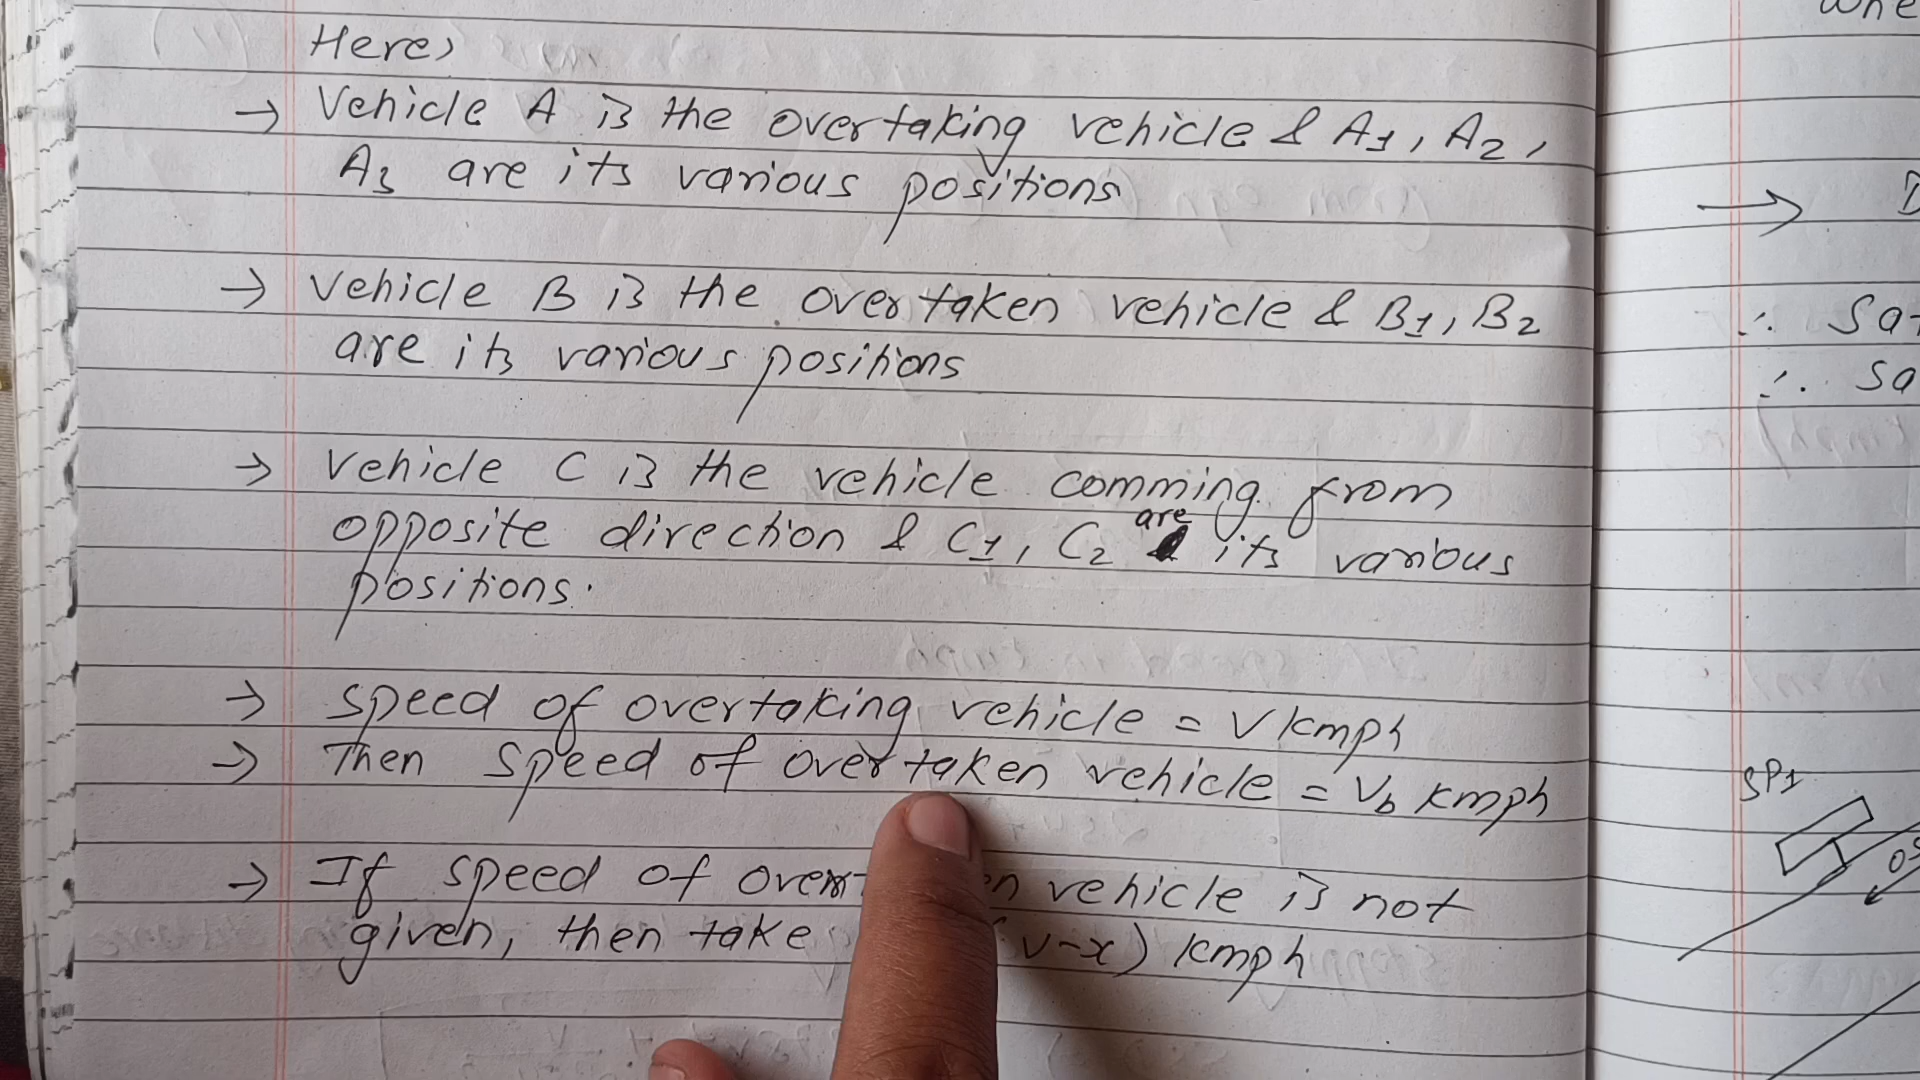 Here,
→ Vehicle A is the overtaking vehicle & A1, A2,
A3 are its various positions
→ Vehicle B is the overtaken vehicle & B1, B2
are its various positions
→ Vehicle C is the vehicle comming from
opposite direction & C1, C2 are its various
positions.
→ Speed of overtaking vehicle = V kmph
→ Then speed of overtaken vehicle = Vb kmph
→ If speed of vehicle is not
given, then take (v-x) kmph
→
∴ 
∴ 
SP1